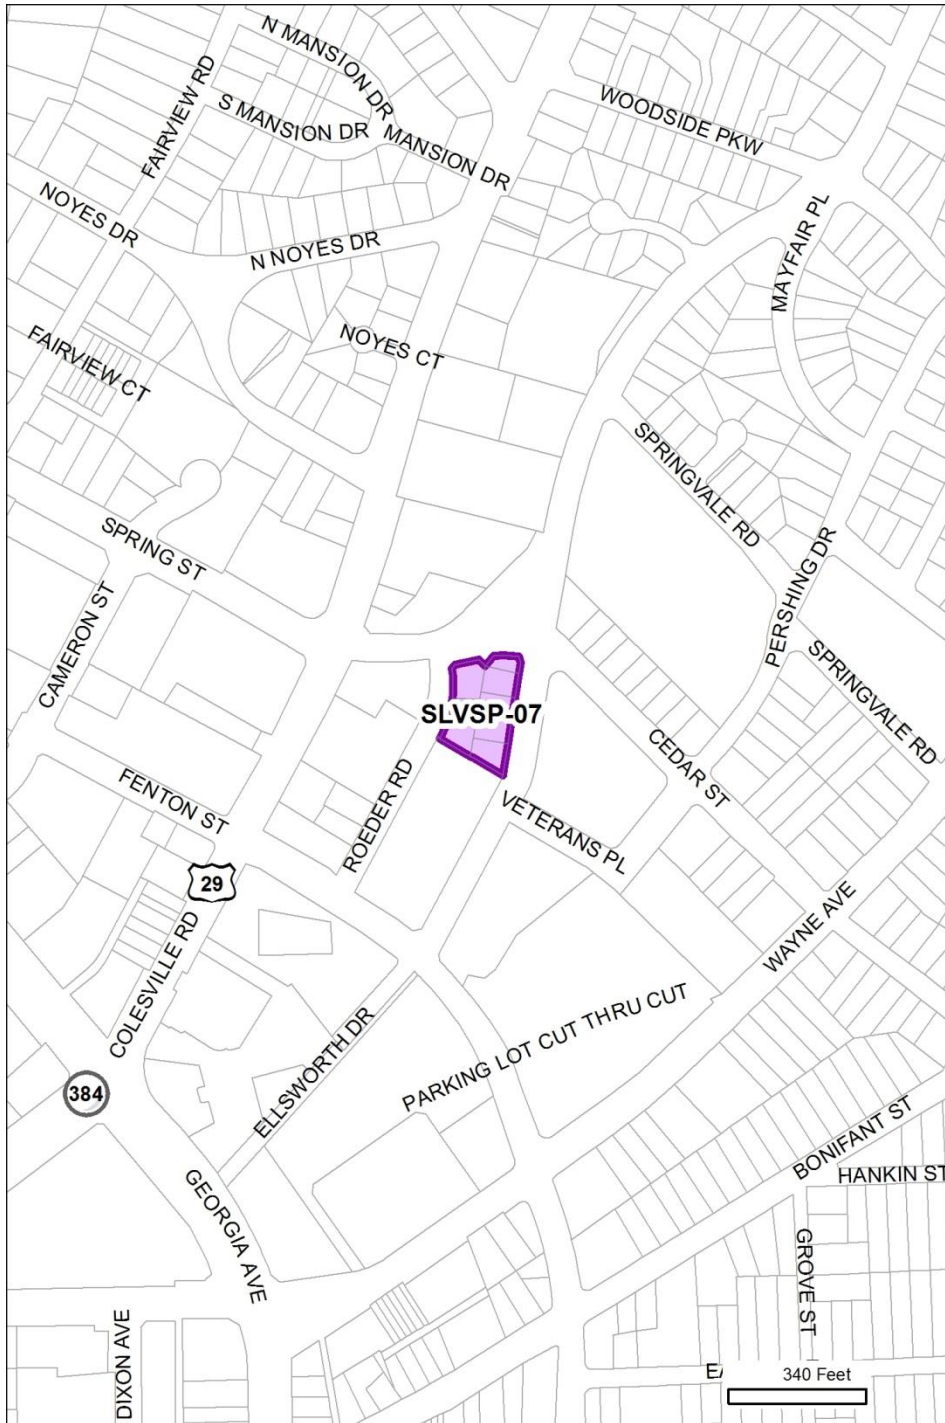 N MANSION DR
FAIRVIEW RD
S MANSION DR
MANSION DR
WOODSIDE PKW
NOYES DR
N NOYES DR
MAYFAIR PL
NOYES CT
FAIRVIEW CT
SPRINGVALE RD
SPRING ST
PERSHING DR
CAMERON ST
SPRINGVALE RD
SLVSP-07
CEDAR ST
FENTON ST
ROEDER RD
VETERANS PL
29
WAYNE AVE
COLESVILLE RD
PARKING LOT CUT THRU CUT
ELLSWORTH DR
384
BONIFANT ST
HANKIN ST
GEORGIA AVE
GROVE ST
DIXON AVE
340 Feet